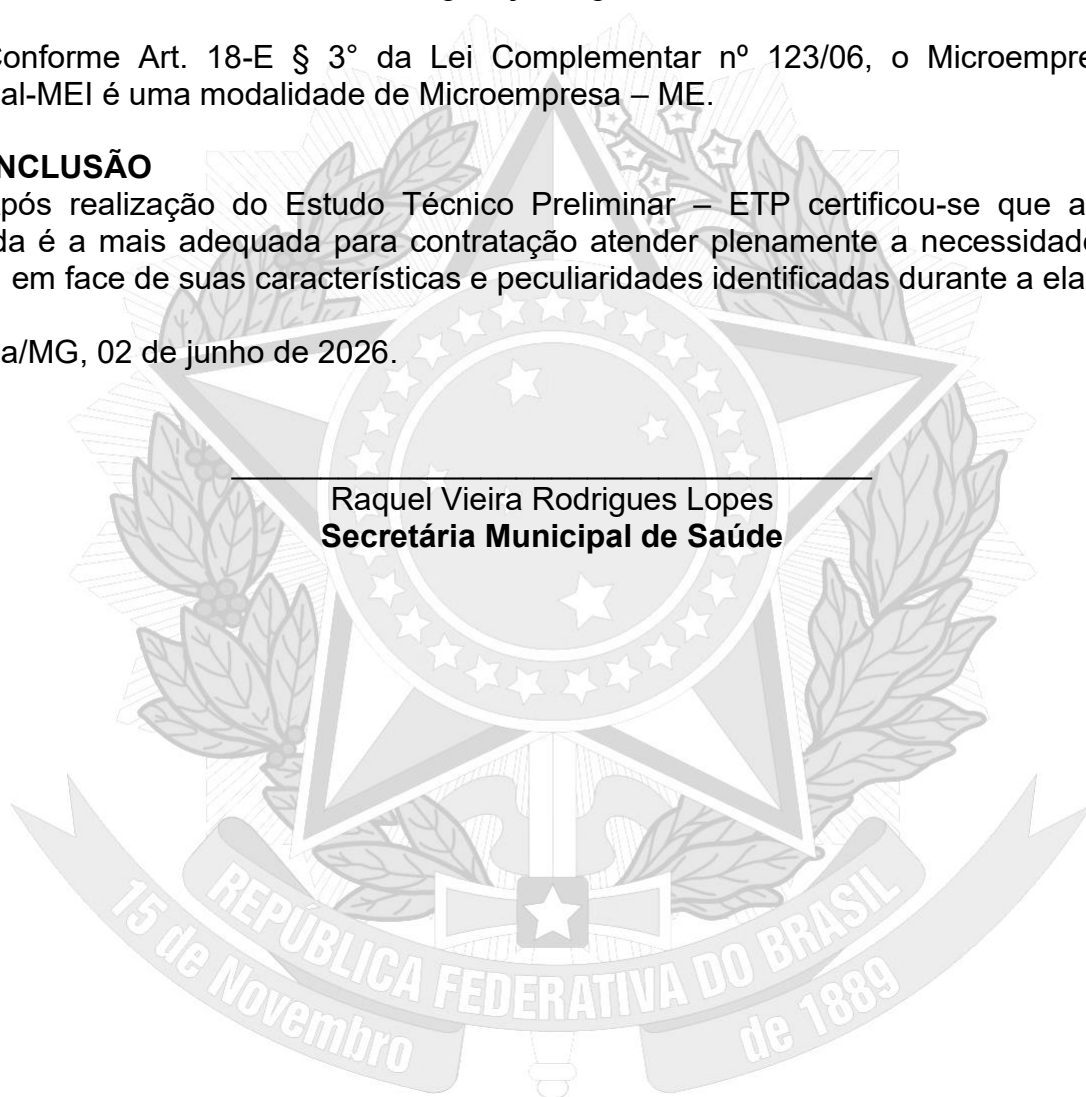 Conforme Art. 18-E § 3° da Lei Complementar nº 123/06, o Microempre
al-MEI é uma modalidade de Microempresa – ME.
NCLUSÃO
pós realização do Estudo Técnico Preliminar – ETP certificou-se que a
da é a mais adequada para contratação atender plenamente a necessidade
em face de suas características e peculiaridades identificadas durante a ela
a/MG, 02 de junho de 2026.
Raquel Vieira Rodrigues Lopes
Secretária Municipal de Saúde
REPÚBLICA FEDERATIVA DO BRASIL
15 de Novembro de 1889